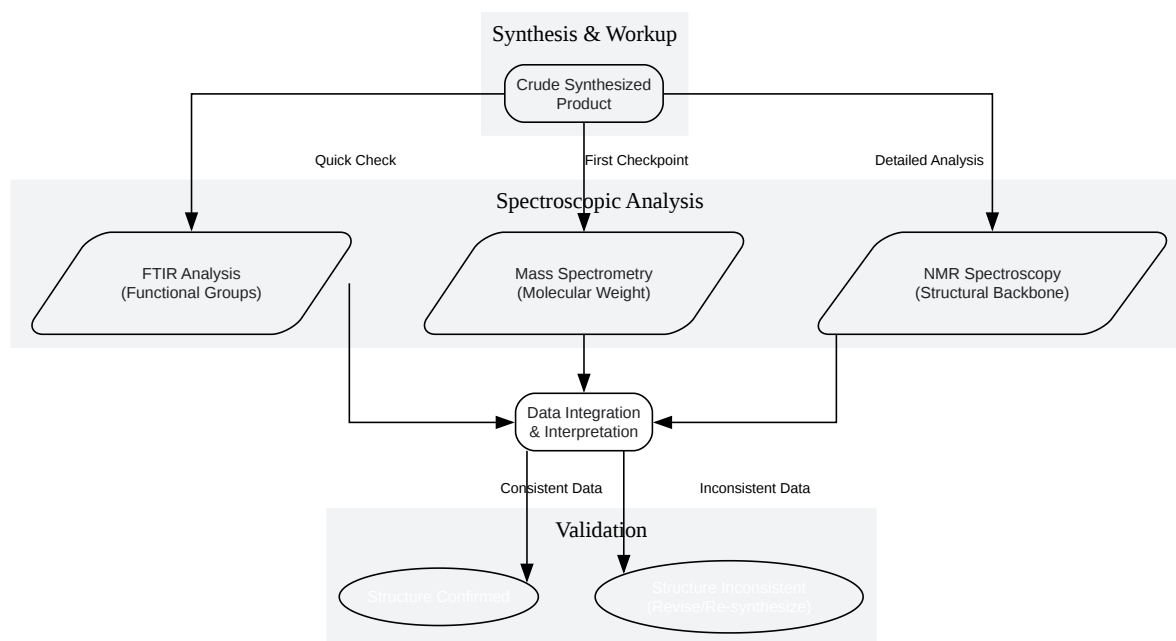 Synthesis & Workup
Crude Synthesized
Product
Quick Check
First Checkpoint
Detailed Analysis
Spectroscopic Analysis
FTIR Analysis
(Functional Groups)
Mass Spectrometry
(Molecular Weight)
NMR Spectroscopy
(Structural Backbone)
Data Integration
& Interpretation
Consistent Data
Inconsistent Data
Validation
Structure Confirmed
Structure Inconsistent
(Revise/Re-synthesize)